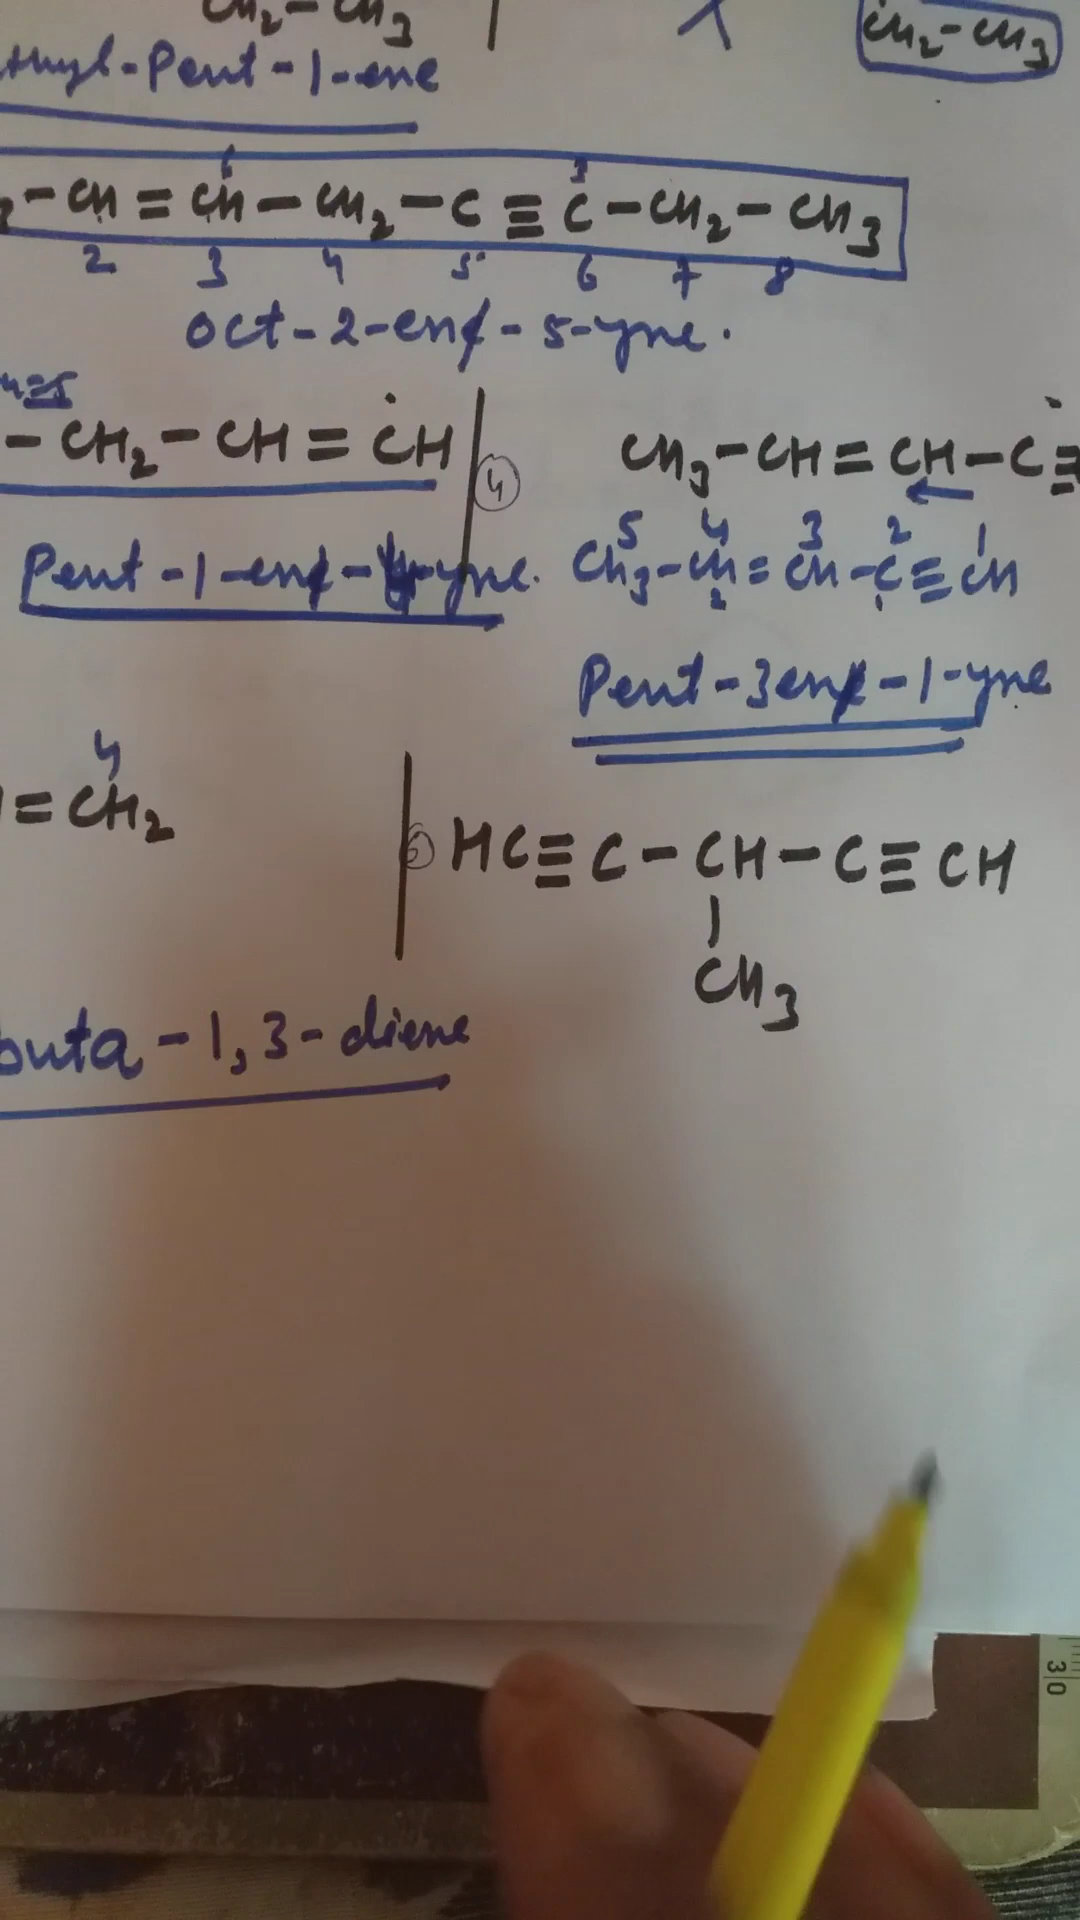 CH₂-CH₃ CH₂-CH₃
thyl-Pent-1-ene
-CH=CH-CH₂-C≡C-CH₂-CH₃
2 3 4 5 6 7 8
oct-2-ene-5-yne.
-CH₂-CH=CH
④ CH₃-CH=CH-C≡
5 4 3 2 1
Pent-1-ene- -yne. CH₃-CH=CH-C≡CH
Pent-3ene-1-yne
4
=CH₂
⑥ HC≡C-CH-C≡CH
CH₃
buta-1,3-diene
30